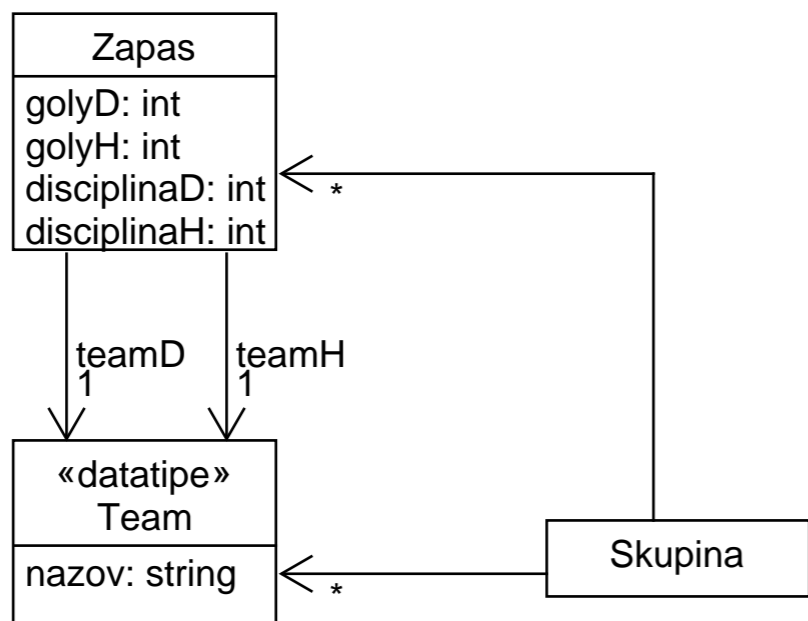 Zapas
golyD: int
golyH: int
disciplinaD: int
disciplinaH: int
*
teamD
1
teamH
1
«datatipe»
Team
nazov: string
*
Skupina